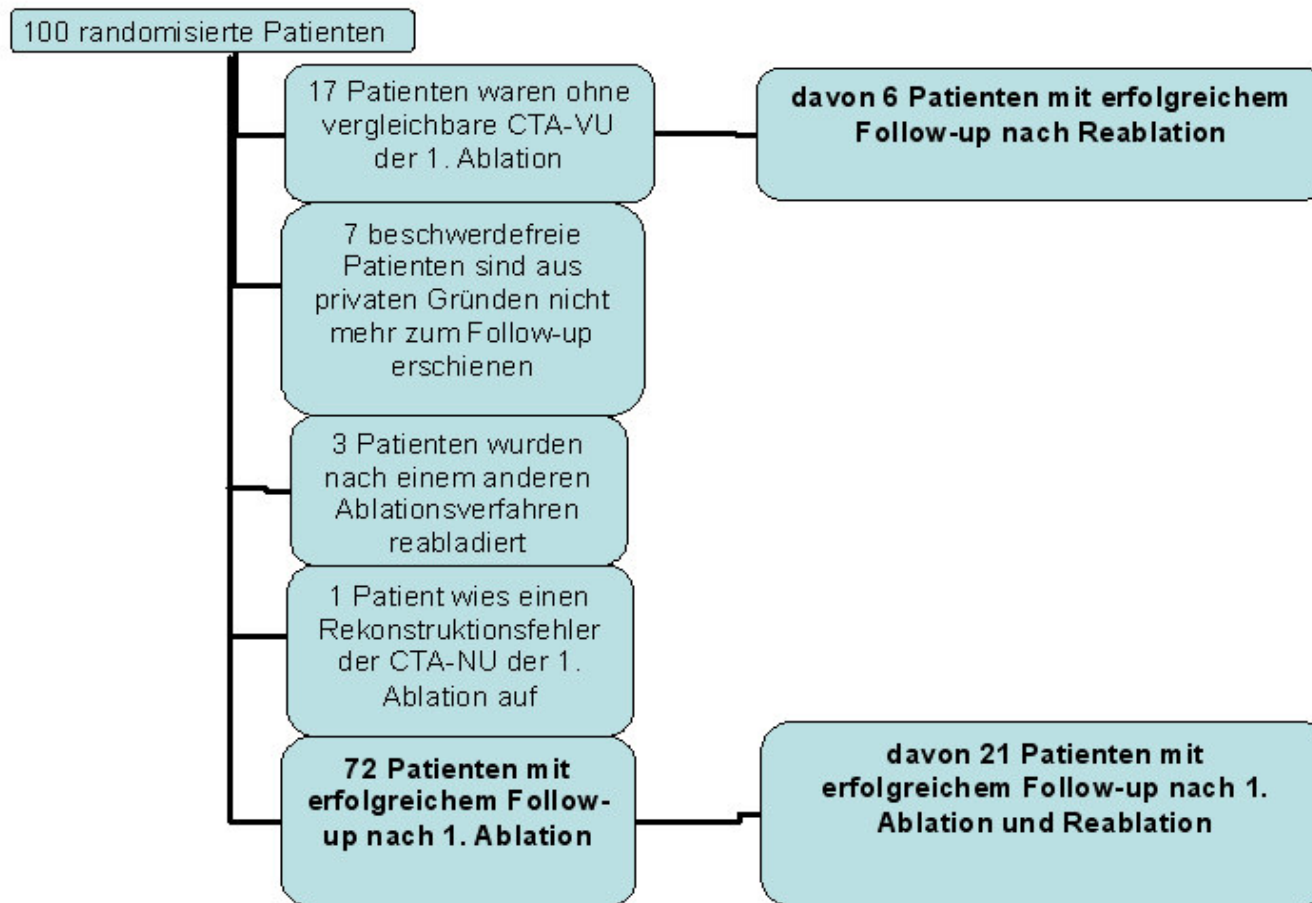 100 randomisierte Patienten
17 Patienten waren ohne
vergleichbare CTA-VU
der 1. Ablation
davon 6 Patienten mit erfolgreichem
Follow-up nach Reablation
7 beschwerdefreie
Patienten sind aus
privaten Gründen nicht
mehr zum Follow-up
erschienen
3 Patienten wurden
nach einem anderen
Ablationsverfahren
reabladiert
1 Patient wies einen
Rekonstruktionsfehler
der CTA-NU der 1.
Ablation auf
72 Patienten mit
erfolgreichem Follow-
up nach 1. Ablation
davon 21 Patienten mit
erfolgreichem Follow-up nach 1.
Ablation und Reablation